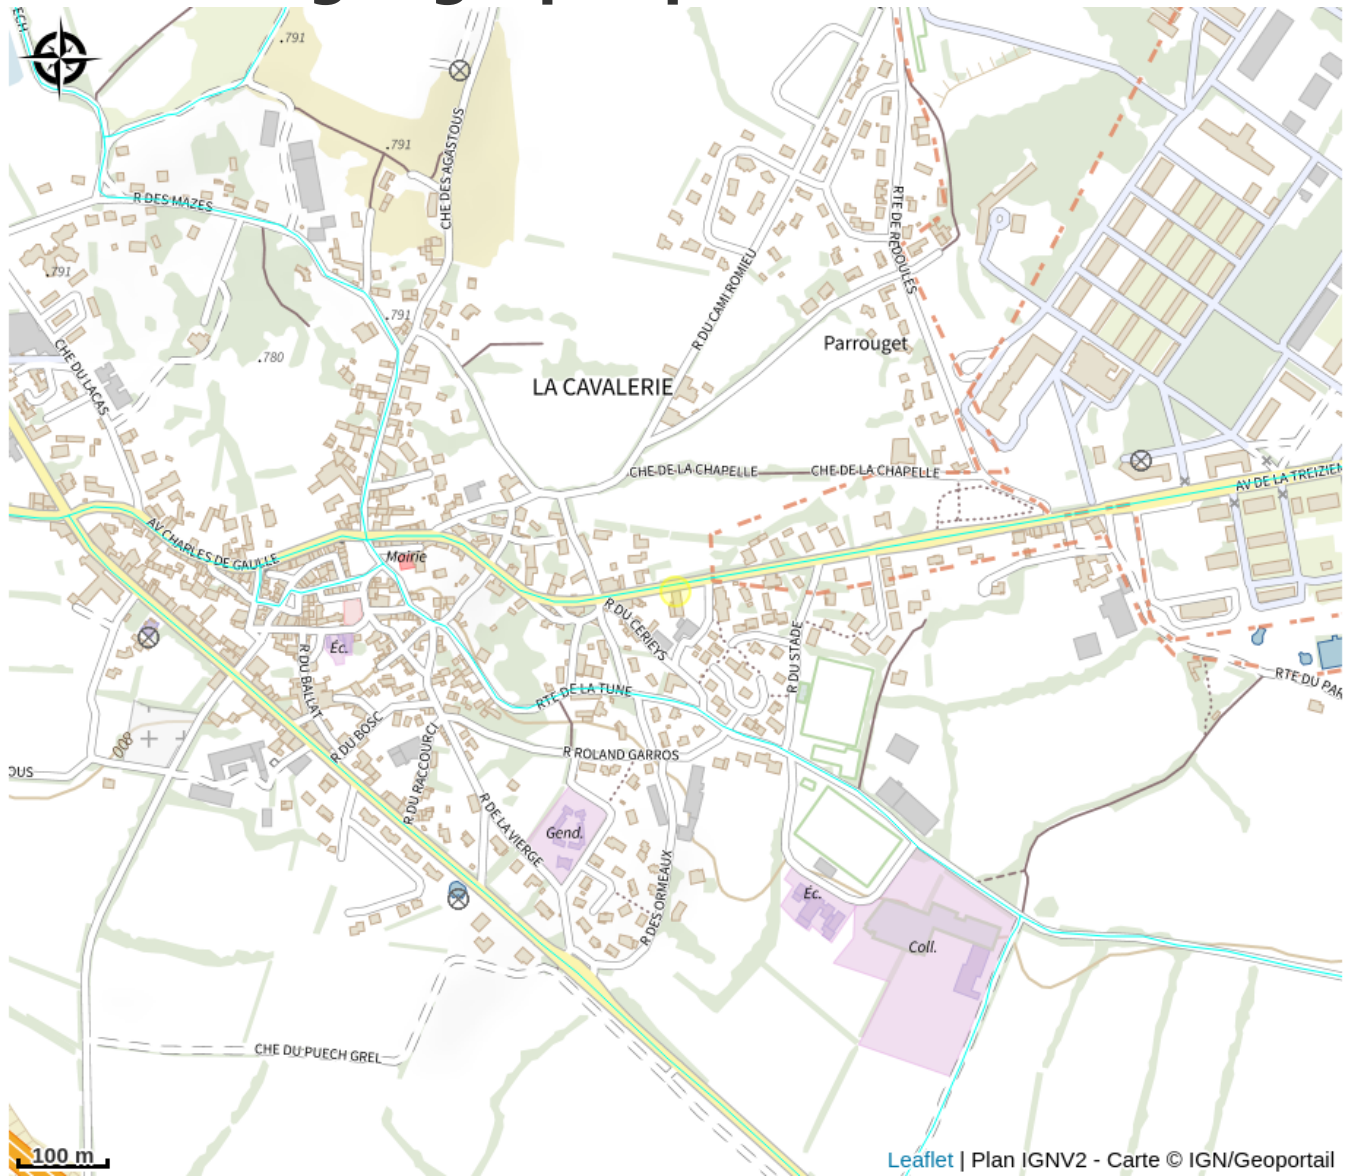 ECH
.791
.791
CHE DES AGASTOUS
R DES MAZES
RTE DE REDOULES
.791
R DU CAMI ROMIEU
.791
Parrouget
CHE DU LACAS
.780
LA CAVALERIE
CHE DE LA CHAPELLE
CHE DE LA CHAPELLE
AV DE LA TREIZIEM
AV CHARLES DE GAULLE
Mairie
R DU CERIEYS
R DU STADE
Éc.
R DU BALLAT
RTE DE LA TUNE
RTE DU PAR
800
R DU BOSC
R DU RACCOURCI
R ROLAND GARROS
OUS
R DE LA VIERGE
Gend.
R DES ORMEAUX
Éc.
Coll.
CHE DU PUECH GREL
100 m
Leaflet | Plan IGNV2 - Carte © IGN/Geoportail